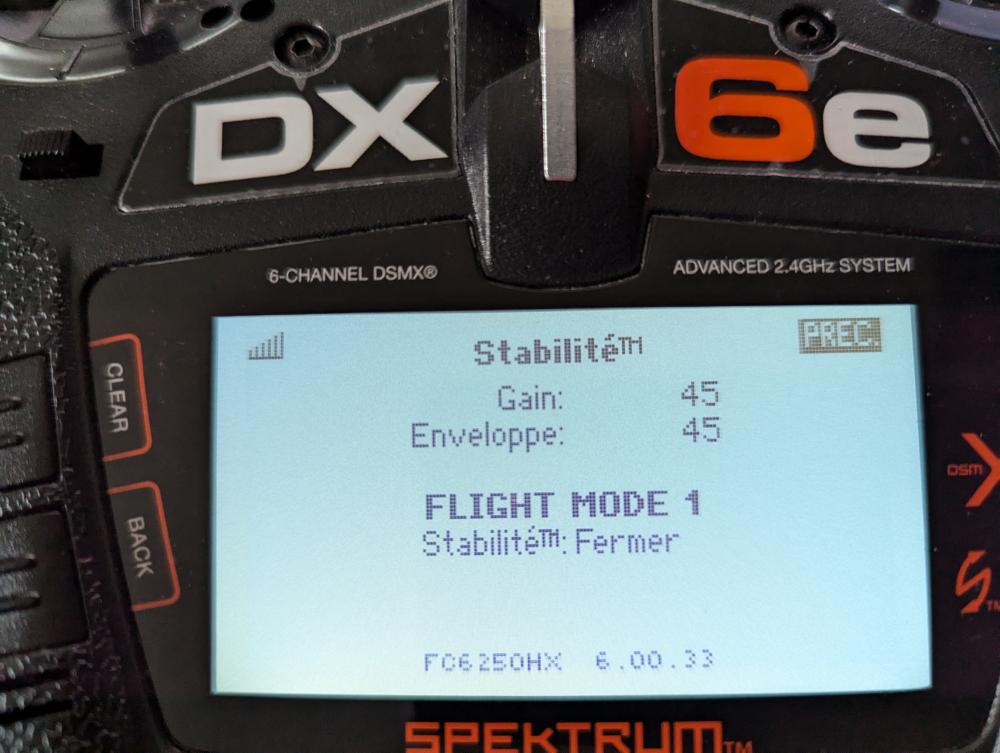 DX 6e
6-CHANNEL DSMX®
ADVANCED 2.4GHz SYSTEM
CLEAR
BACK
Stabilité™
PREC.
Gain: 45
Enveloppe: 45
FLIGHT MODE 1
Stabilité™: Fermer
FC6250HX 6.00.33
DSM X
SPEKTRUM™